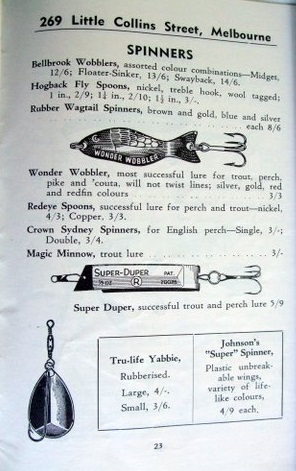 269 Little Collins Street, Melbourne
SPINNERS
Bellbrook Wobblers, assorted colour combinations—Midget,
12/6; Floater-Sinker, 13/6; Swayback, 14/6.
Hogback Fly Spoons, nickel, treble hook, wool tagged;
1 in., 2/9; 1¼ in., 2/10; 1½ in., 3/-.
Rubber Wagtail Spinners, brown and gold, blue and silver
each 8/6
WONDER WOBBLER
Wonder Wobbler, most successful lure for trout, perch,
pike and 'couta, will not twist lines; silver, gold, red
and redfin colours 3/3
Redeye Spoons, successful lure for perch and trout—nickel,
4/3; Copper, 3/3.
Crown Sydney Spinners, for English perch—Single, 3/-;
Double, 3/4.
Magic Minnow, trout lure 3/-
SUPER-DUPER PAT.
R
Super Duper, successful trout and perch lure 5/9
Tru-life Yabbie,
Rubberised.
Large, 4/-.
Small, 3/6.
Johnson's
"Super" Spinner,
Plastic unbreak-
able wings,
variety of life-
like colours,
4/9 each.
23